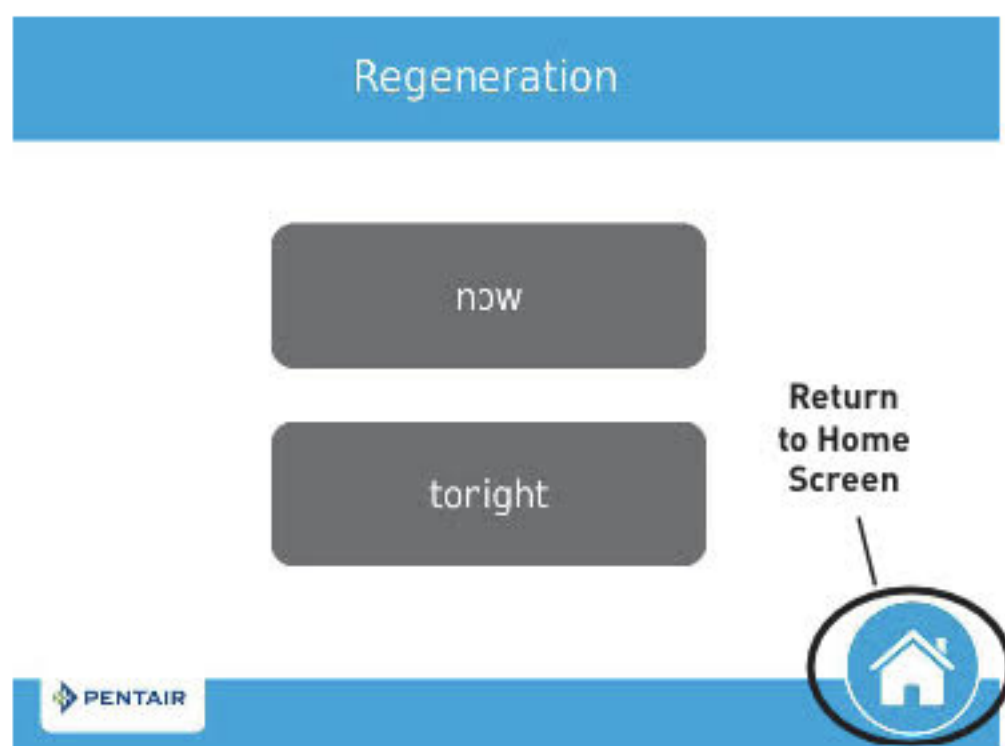 Regeneration
nɔw
toright
Return
to Home
Screen
PENTAIR